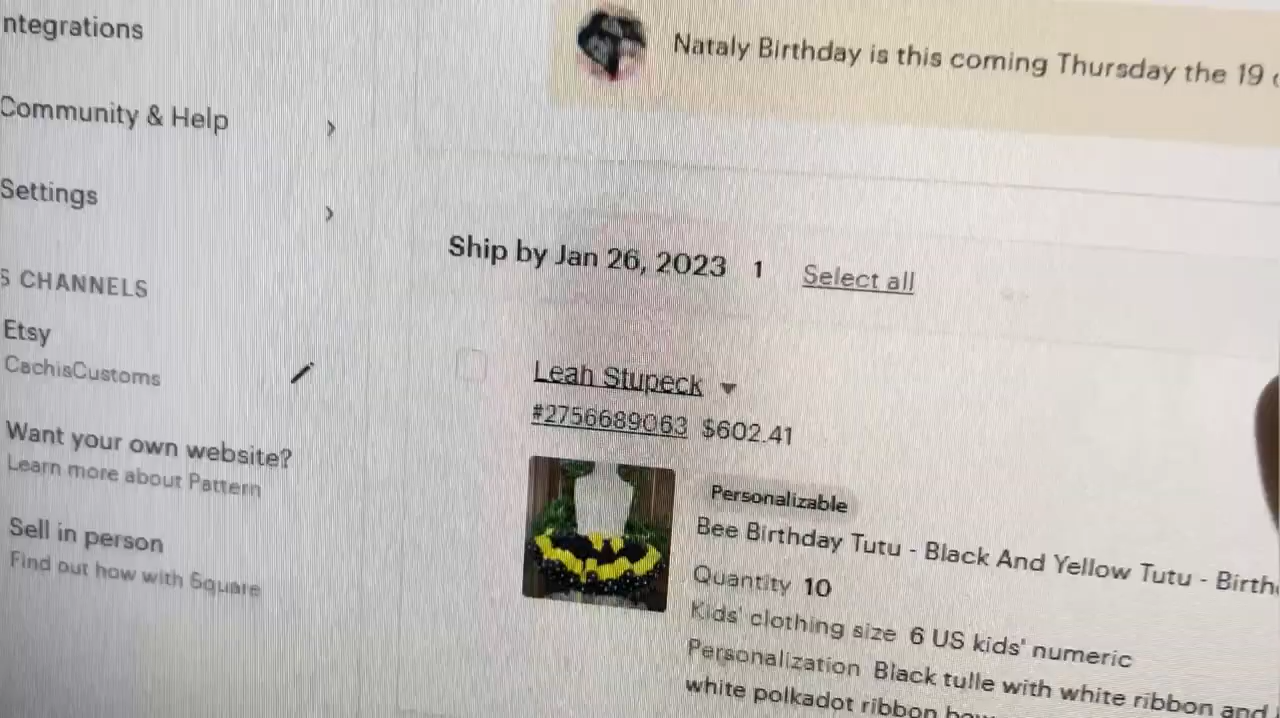 ntegrations
Community & Help
Settings
S CHANNELS
Etsy
CachisCustoms
Want your own website?
Learn more about Pattern
Sell in person
Find out how with Square
Nataly Birthday is this coming Thursday the 19
Ship by Jan 26, 2023 1 Select all
Leah Stupeck
#2756689063 $602.41
Personalizable
Bee Birthday Tutu - Black And Yellow Tutu - Birth
Quantity 10
Kids' clothing size 6 US kids' numeric
Personalization Black tulle with white ribbon and
white polkadot ribbon